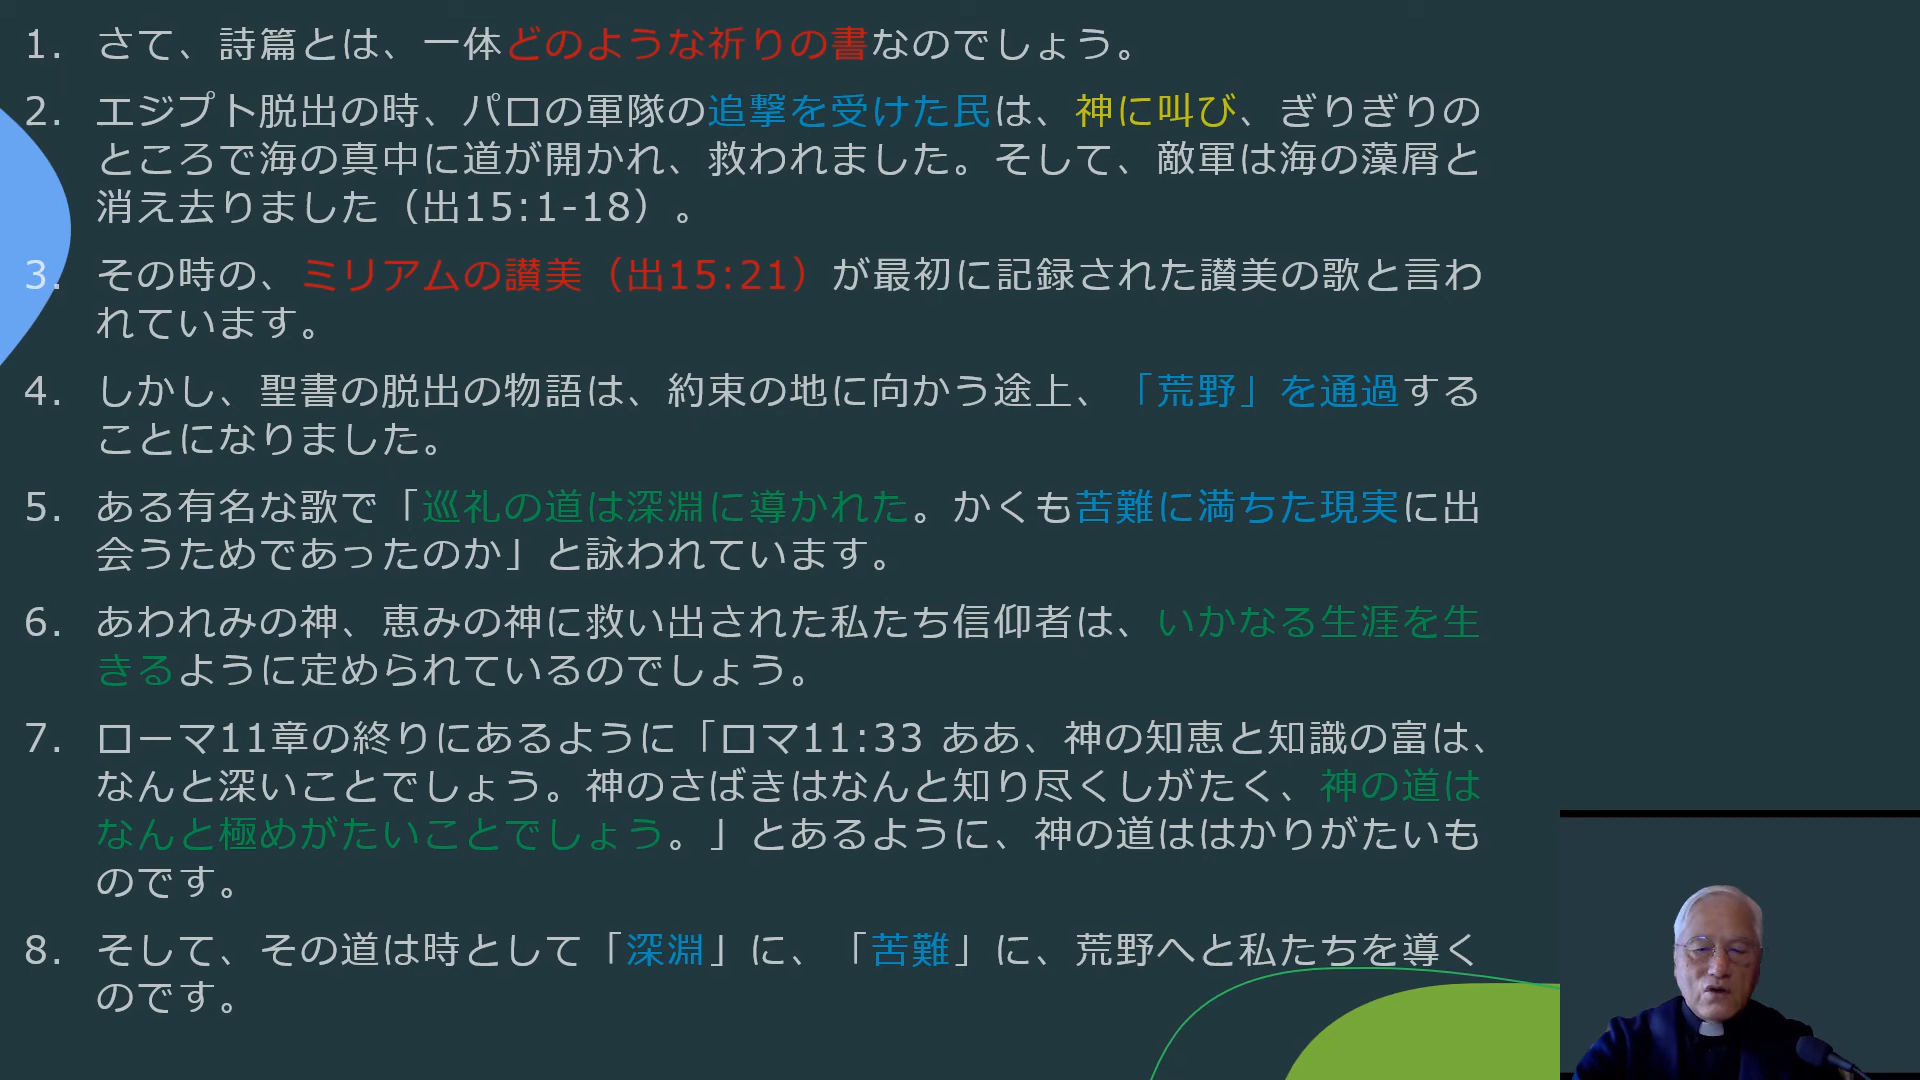 1. さて、詩篇とは、一体どのような祈りの書なのでしょう。
2. エジプト脱出の時、パロの軍隊の追撃を受けた民は、神に叫び、ぎりぎりの
ところで海の真中に道が開かれ、救われました。そして、敵軍は海の藻屑と
消え去りました（出15:1-18）。
3. その時の、ミリアムの讃美（出15:21）が最初に記録された讃美の歌と言わ
れています。
4. しかし、聖書の脱出の物語は、約束の地に向かう途上、「荒野」を通過する
ことになりました。
5. ある有名な歌で「巡礼の道は深淵に導かれた。かくも苦難に満ちた現実に出
会うためであったのか」と詠われています。
6. あわれみの神、恵みの神に救い出された私たち信仰者は、いかなる生涯を生
きるように定められているのでしょう。
7. ローマ11章の終りにあるように「ロマ11:33 ああ、神の知恵と知識の富は、
なんと深いことでしょう。神のさばきはなんと知り尽くしがたく、神の道は
なんと極めがたいことでしょう。」とあるように、神の道ははかりがたいも
のです。
8. そして、その道は時として「深淵」に、「苦難」に、荒野へと私たちを導く
のです。